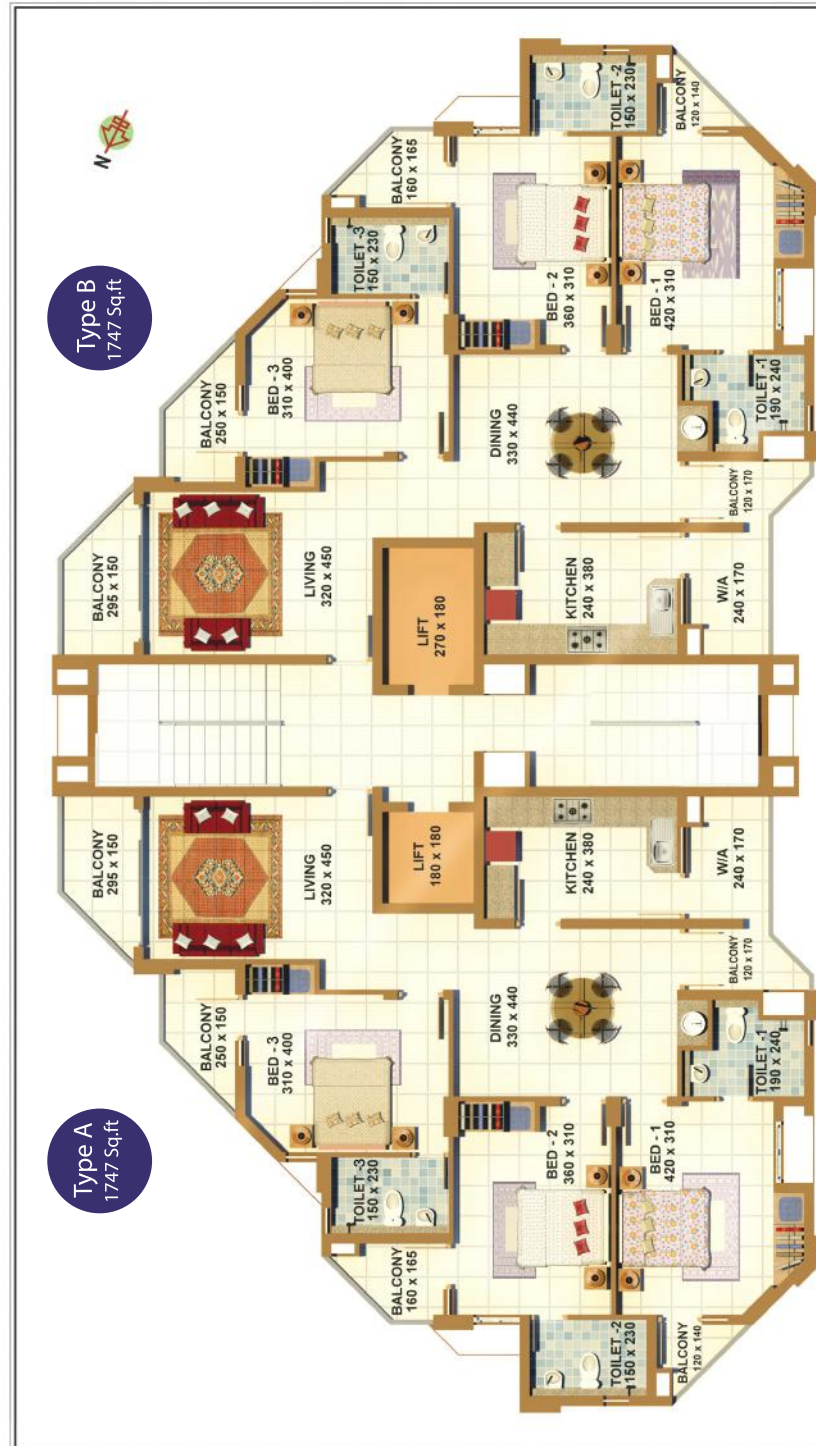 N
Type B
1747 Sq.ft
BALCONY
295 x 150
LIVING
320 x 450
BALCONY
250 x 150
BED - 3
310 x 400
TOILET -3
150 x 230
BALCONY
160 x 165
BED - 2
360 x 310
TOILET -2
150 x 230
BALCONY
120 x 140
BED - 1
420 x 310
TOILET -1
190 x 240
DINING
330 x 440
BALCONY
120 x 170
KITCHEN
240 x 380
W/A
240 x 170
LIFT
270 x 180
Type A
1747 Sq.ft
BALCONY
295 x 150
LIVING
320 x 450
BALCONY
250 x 150
BED - 3
310 x 400
TOILET -3
150 x 230
BALCONY
160 x 165
BED - 2
360 x 310
TOILET -2
150 x 230
BALCONY
120 x 140
BED - 1
420 x 310
TOILET -1
190 x 240
DINING
330 x 440
BALCONY
120 x 170
KITCHEN
240 x 380
W/A
240 x 170
LIFT
180 x 180